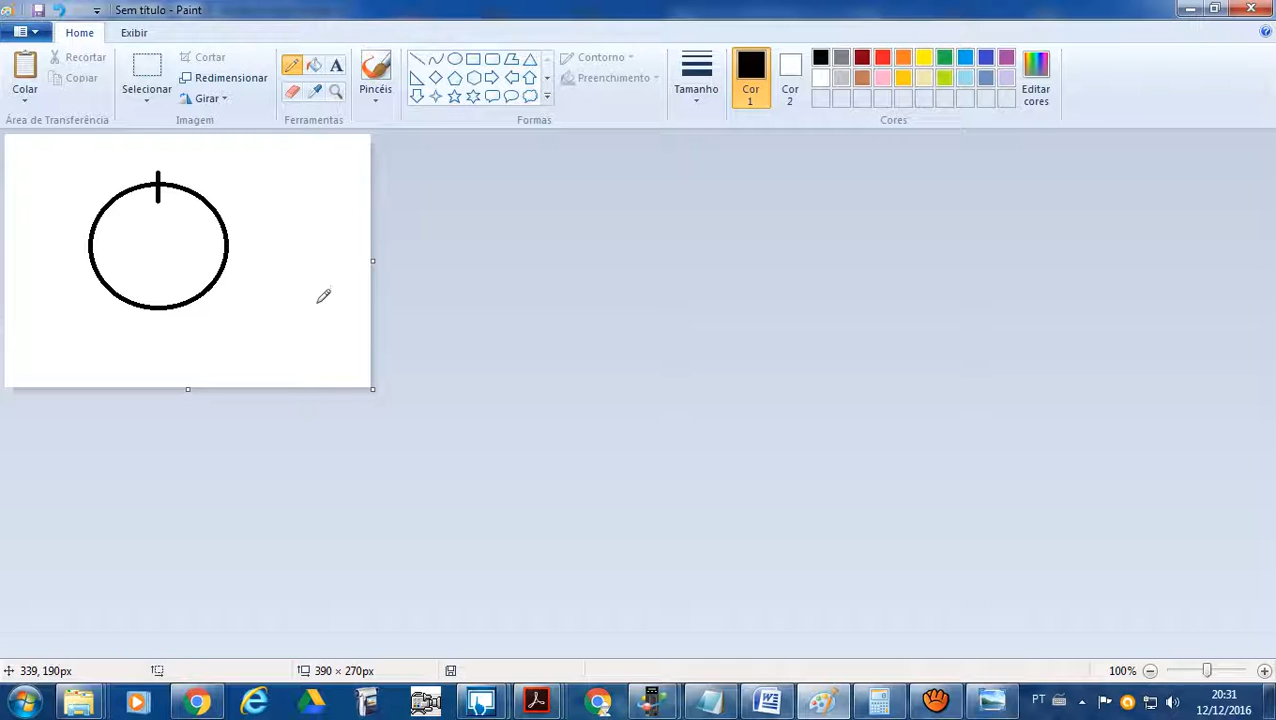 Sem título - Paint
Home Exibir
Colar
Recortar
Copiar
Área de Transferência
Selecionar
Cortar
Redimensionar
Girar
Imagem
A
Ferramentas
Pincéis
Contorno
Preenchimento
Formas
Tamanho
Cor 1
Cor 2
Editar cores
Cores
339, 190px
390 × 270px
100%
PT
20:31
12/12/2016